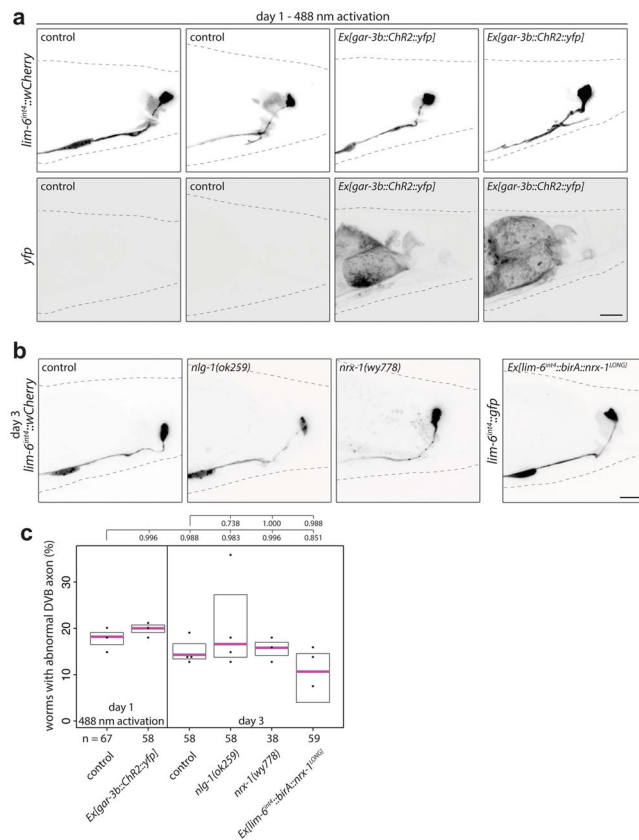 a
day 1 - 488 nm activation
control
control
Ex[gar-3b::ChR2::yfp]
Ex[gar-3b::ChR2::yfp]
lim-6int4::wCherry
control
control
Ex[gar-3b::ChR2::yfp]
Ex[gar-3b::ChR2::yfp]
yfp
b
control
nlg-1(ok259)
nrx-1(wy778)
Ex[lim-6int4::birA::nrx-1LONG]
day 3
lim-6int4::wCherry
lim-6int4::gfp
c
0.738 1.000 0.988
0.996 0.988 0.983 0.996 0.851
worms with abnormal DVB axon (%)
30
20
10
0
day 1
488 nm activation
day 3
n = 67 58 58 58 38 59
control
Ex[gar-3b::ChR2::yfp]
control
nlg-1(ok259)
nrx-1(wy778)
Ex[lim-6int4::birA::nrx-1LONG]